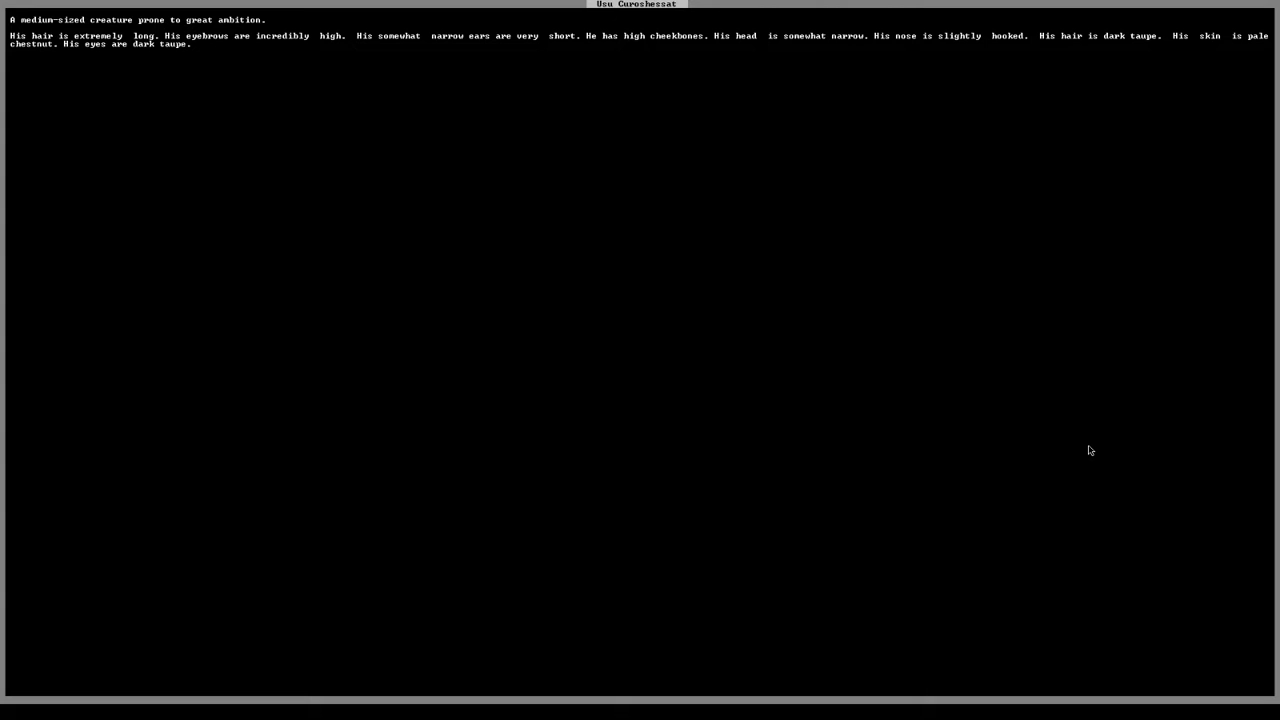 Usu Curoshessat
A medium-sized creature prone to great ambition.
His hair is extremely  long. His eyebrows are incredibly  high.  His somewhat  narrow ears are very  short. He has high cheekbones. His head  is somewhat narrow. His nose is slightly  hooked.  His hair is dark taupe.  His  skin  is pale
chestnut. His eyes are dark taupe.